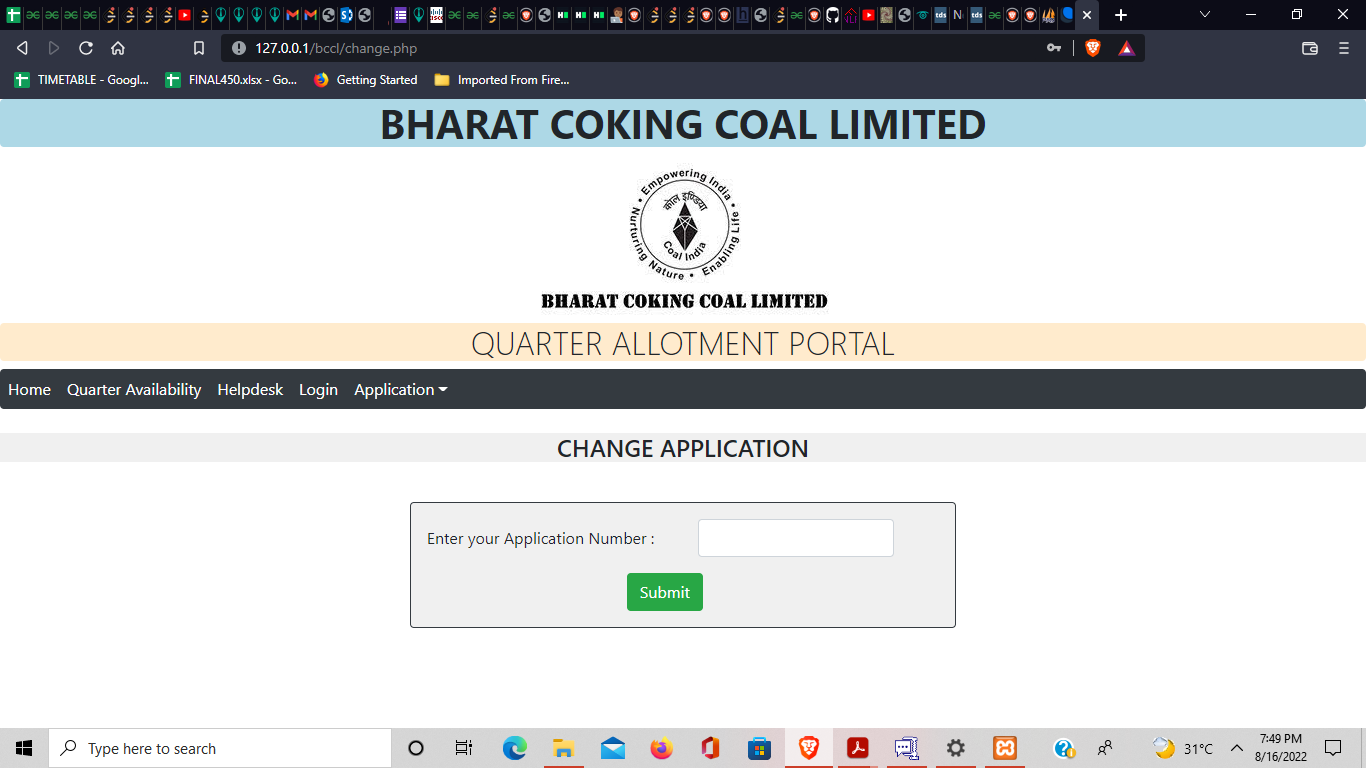 127.0.0.1/bccl/change.php
TIMETABLE - Googl...
FINAL450.xlsx - Go...
Getting Started
Imported From Fire...
BHARAT COKING COAL LIMITED
Empowering India • Enabling Life • Nurturing Nature •
कोल इण्डिया
Coal India
BHARAT COKING COAL LIMITED
QUARTER ALLOTMENT PORTAL
Home Quarter Availability Helpdesk Login Application
CHANGE APPLICATION
Enter your Application Number :
Submit
Type here to search
31°C
7:49 PM
8/16/2022